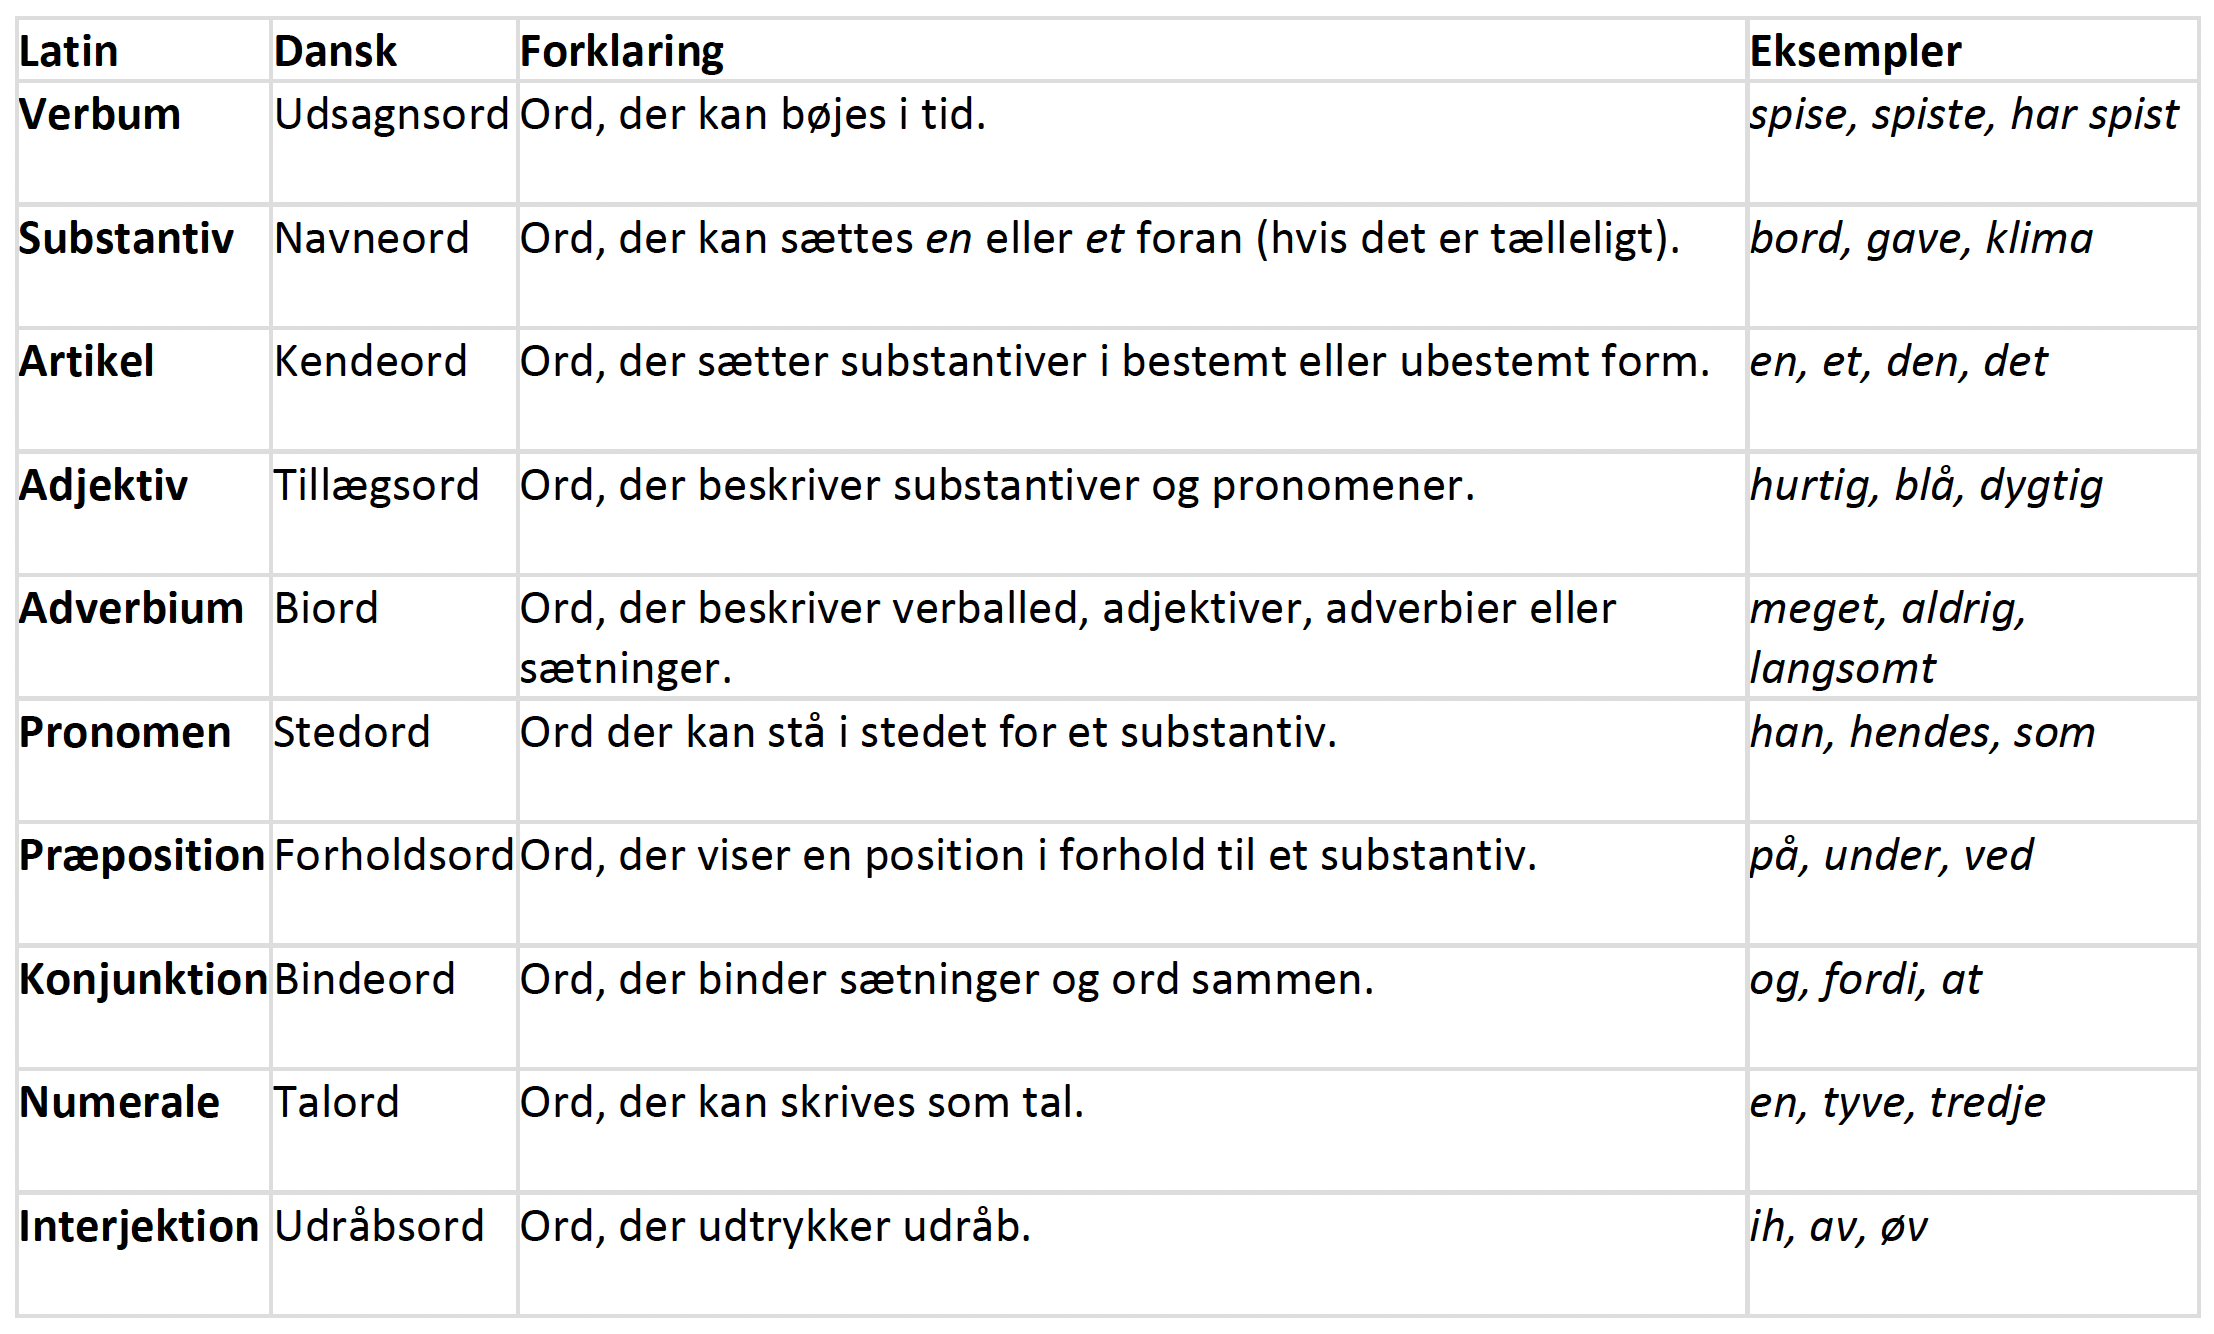 Latin Dansk Forklaring Eksempler
Verbum Udsagnsord Ord, der kan bøjes i tid. spise, spiste, har spist
Substantiv Navneord Ord, der kan sættes en eller et foran (hvis det er tælleligt). bord, gave, klima
Artikel Kendeord Ord, der sætter substantiver i bestemt eller ubestemt form. en, et, den, det
Adjektiv Tillægsord Ord, der beskriver substantiver og pronomener. hurtig, blå, dygtig
Adverbium Biord Ord, der beskriver verballed, adjektiver, adverbier eller meget, aldrig,
sætninger. langsomt
Pronomen Stedord Ord der kan stå i stedet for et substantiv. han, hendes, som
Præposition Forholdsord Ord, der viser en position i forhold til et substantiv. på, under, ved
Konjunktion Bindeord Ord, der binder sætninger og ord sammen. og, fordi, at
Numerale Talord Ord, der kan skrives som tal. en, tyve, tredje
Interjektion Udråbsord Ord, der udtrykker udråb. ih, av, øv